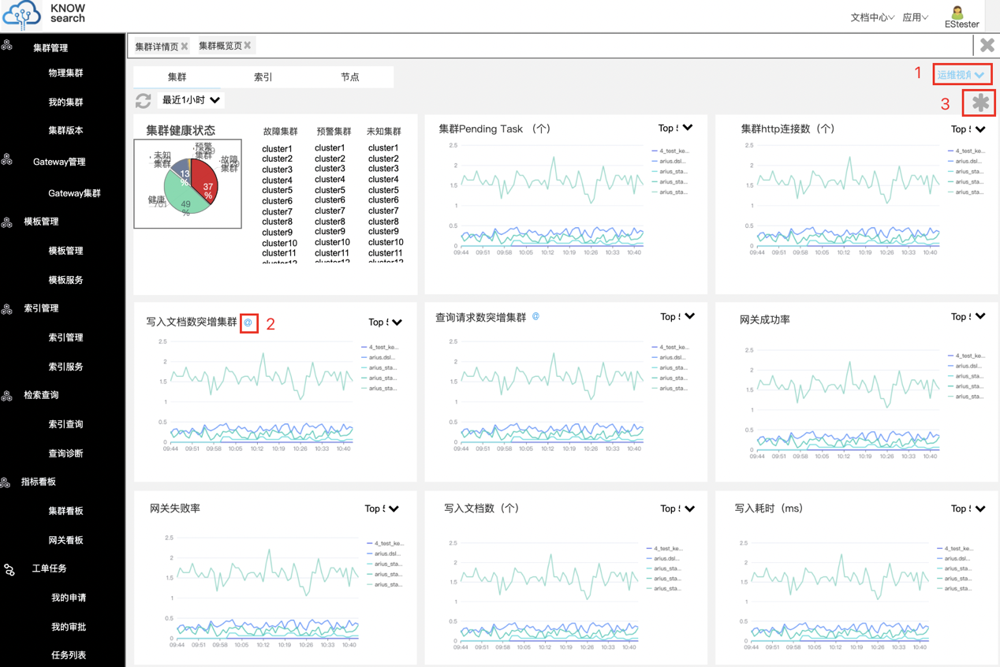 KNOW
search
文档中心
应用
EStester
集群管理
物理集群
我的集群
集群版本
Gateway管理
Gateway集群
模板管理
模板管理
模板服务
索引管理
索引管理
索引服务
检索查询
索引查询
查询诊断
指标看板
集群看板
网关看板
工单任务
我的申请
我的审批
任务列表
集群详情页
集群概览页
集群
索引
节点
1
运维视角
3
最近1小时
集群健康状态
预警
集群
未知
集群
故障
集群
健康
701
13
%
37
%
49
%
故障集群 预警集群 未知集群
cluster1 cluster1 cluster1
cluster2 cluster2 cluster2
cluster3 cluster3 cluster3
cluster4 cluster4 cluster4
cluster5 cluster5 cluster5
cluster6 cluster6 cluster6
cluster7 cluster7 cluster7
cluster8 cluster8 cluster8
cluster9 cluster9 cluster9
cluster10 cluster10 cluster10
cluster11 cluster11 cluster11
cluster12 cluster12 cluster12
集群Pending Task （个）
Top
2.5
2
1.5
1
0.5
0
09:44 09:51 09:58 10:05 10:12 10:19 10:26 10:33 10:40
4_test_ke...
arius.dsl...
arius_sta...
arius_sta...
arius_sta...
集群http连接数（个）
Top
2.5
2
1.5
1
0.5
0
09:44 09:51 09:58 10:05 10:12 10:19 10:26 10:33 10:40
4_test_ke...
arius.dsl...
arius_sta...
arius_sta...
arius_sta...
写入文档数突增集群 @ 2
Top
2.5
2
1.5
1
0.5
0
09:44 09:51 09:58 10:05 10:12 10:19 10:26 10:33 10:40
4_test_ke...
arius.dsl...
arius_sta...
arius_sta...
arius_sta...
查询请求数突增集群 @
Top
2.5
2
1.5
1
0.5
0
09:44 09:51 09:58 10:05 10:12 10:19 10:26 10:33 10:40
4_test_ke...
arius.dsl...
arius_sta...
arius_sta...
arius_sta...
网关成功率
Top
2.5
2
1.5
1
0.5
0
09:44 09:51 09:58 10:05 10:12 10:19 10:26 10:33 10:40
4_test_ke...
arius.dsl...
arius_sta...
arius_sta...
arius_sta...
网关失败率
Top
2.5
2
1.5
1
0.5
0
09:44 09:51 09:58 10:05 10:12 10:19 10:26 10:33 10:40
4_test_ke...
arius.dsl...
arius_sta...
arius_sta...
arius_sta...
写入文档数（个）
Top
2.5
2
1.5
1
0.5
0
09:44 09:51 09:58 10:05 10:12 10:19 10:26 10:33 10:40
4_test_ke...
arius.dsl...
arius_sta...
arius_sta...
arius_sta...
写入耗时（ms）
Top
2.5
2
1.5
1
0.5
0
09:44 09:51 09:58 10:05 10:12 10:19 10:26 10:33 10:40
4_test_ke...
arius.dsl...
arius_sta...
arius_sta...
arius_sta...